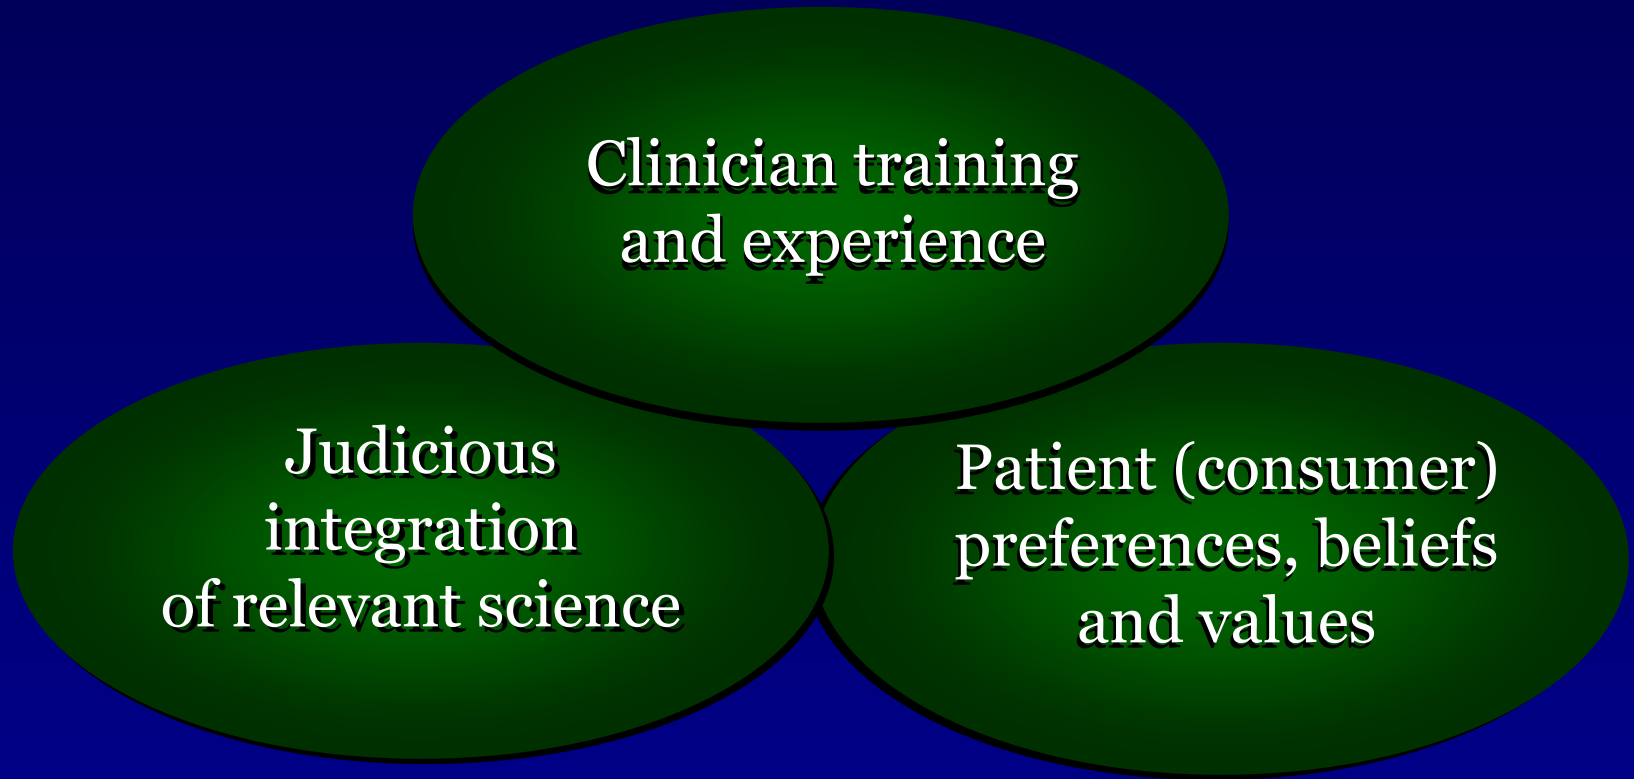 Clinician training
and experience
Judicious
integration
of relevant science
Patient (consumer)
preferences, beliefs
and values